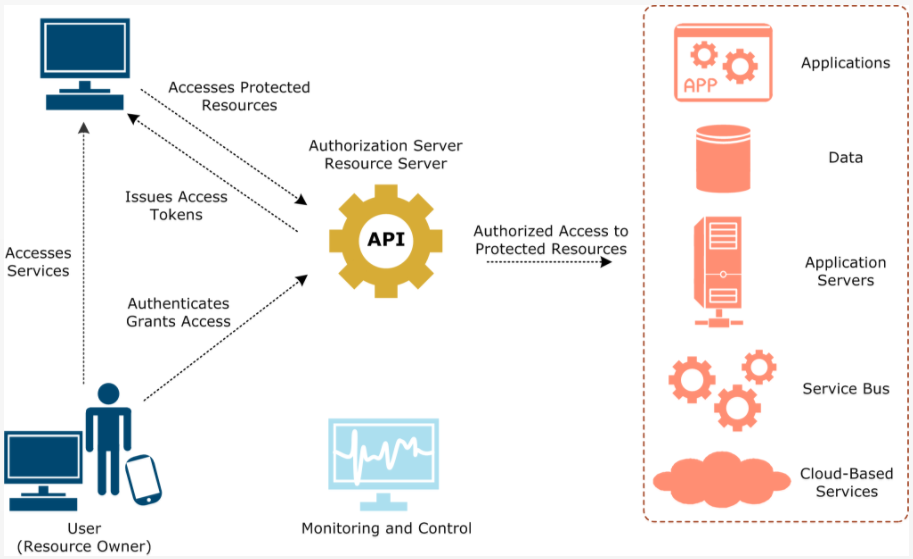 Accesses Protected
Resources
Authorization Server
Resource Server
Issues Access
Tokens
API
Accesses
Services
Authenticates
Grants Access
Authorized Access to
Protected Resources
APP
Applications
Data
Application
Servers
Service Bus
Cloud-Based
Services
User
(Resource Owner)
Monitoring and Control